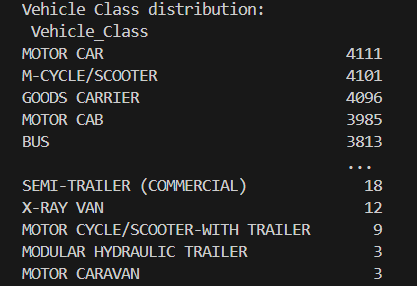 Vehicle Class distribution:
Vehicle_Class
MOTOR CAR 4111
M-CYCLE/SCOOTER 4101
GOODS CARRIER 4096
MOTOR CAB 3985
BUS 3813
...
SEMI-TRAILER (COMMERCIAL) 18
X-RAY VAN 12
MOTOR CYCLE/SCOOTER-WITH TRAILER 9
MODULAR HYDRAULIC TRAILER 3
MOTOR CARAVAN 3